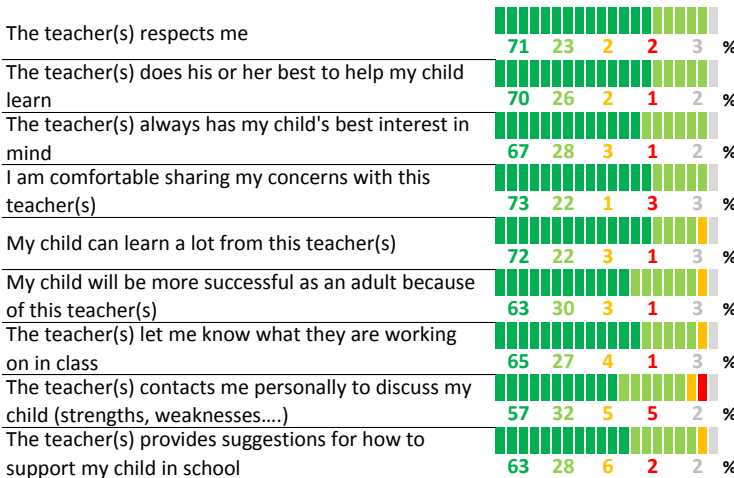 The teacher(s) respects me
71 23 2 2 3 %
The teacher(s) does his or her best to help my child
learn
70 26 2 1 2 %
The teacher(s) always has my child's best interest in
mind
67 28 3 1 2 %
I am comfortable sharing my concerns with this
teacher(s)
73 22 1 3 3 %
My child can learn a lot from this teacher(s)
72 22 3 1 3 %
My child will be more successful as an adult because
of this teacher(s)
63 30 3 1 3 %
The teacher(s) let me know what they are working
on in class
65 27 4 1 3 %
The teacher(s) contacts me personally to discuss my
child (strengths, weaknesses....)
57 32 5 5 2 %
The teacher(s) provides suggestions for how to
support my child in school
63 28 6 2 2 %